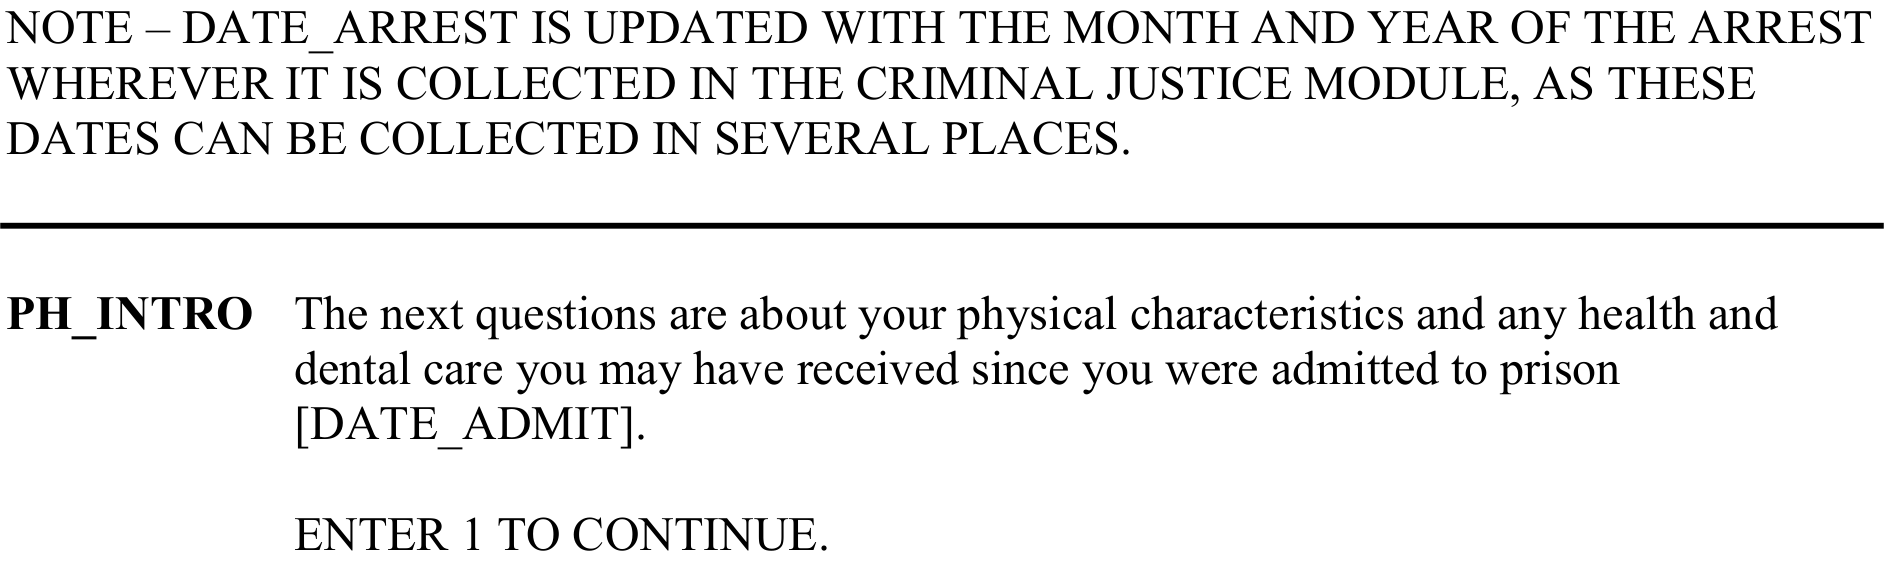 NOTE – DATE_ARREST IS UPDATED WITH THE MONTH AND YEAR OF THE ARREST
WHEREVER IT IS COLLECTED IN THE CRIMINAL JUSTICE MODULE, AS THESE
DATES CAN BE COLLECTED IN SEVERAL PLACES.
PH_INTRO The next questions are about your physical characteristics and any health and
dental care you may have received since you were admitted to prison
[DATE_ADMIT].
ENTER 1 TO CONTINUE.